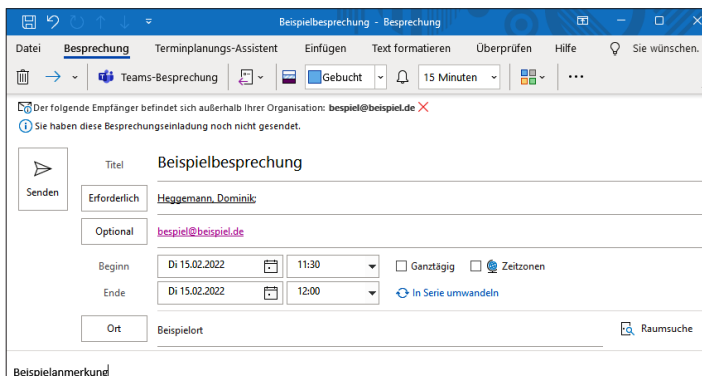 Beispielbesprechung - Besprechung
Datei Besprechung Terminplanungs-Assistent Einfügen Text formatieren Überprüfen Hilfe Sie wünschen.
Teams-Besprechung Gebucht 15 Minuten
Der folgende Empfänger befindet sich außerhalb Ihrer Organisation: bespiel@beispiel.de
Sie haben diese Besprechungseinladung noch nicht gesendet.
Senden
Titel Beispielbesprechung
Erforderlich Heggemann, Dominik;
Optional bespiel@beispiel.de
Beginn Di 15.02.2022 11:30 Ganztägig Zeitzonen
Ende Di 15.02.2022 12:00 In Serie umwandeln
Ort Beispielort Raumsuche
Beispielanmerkung